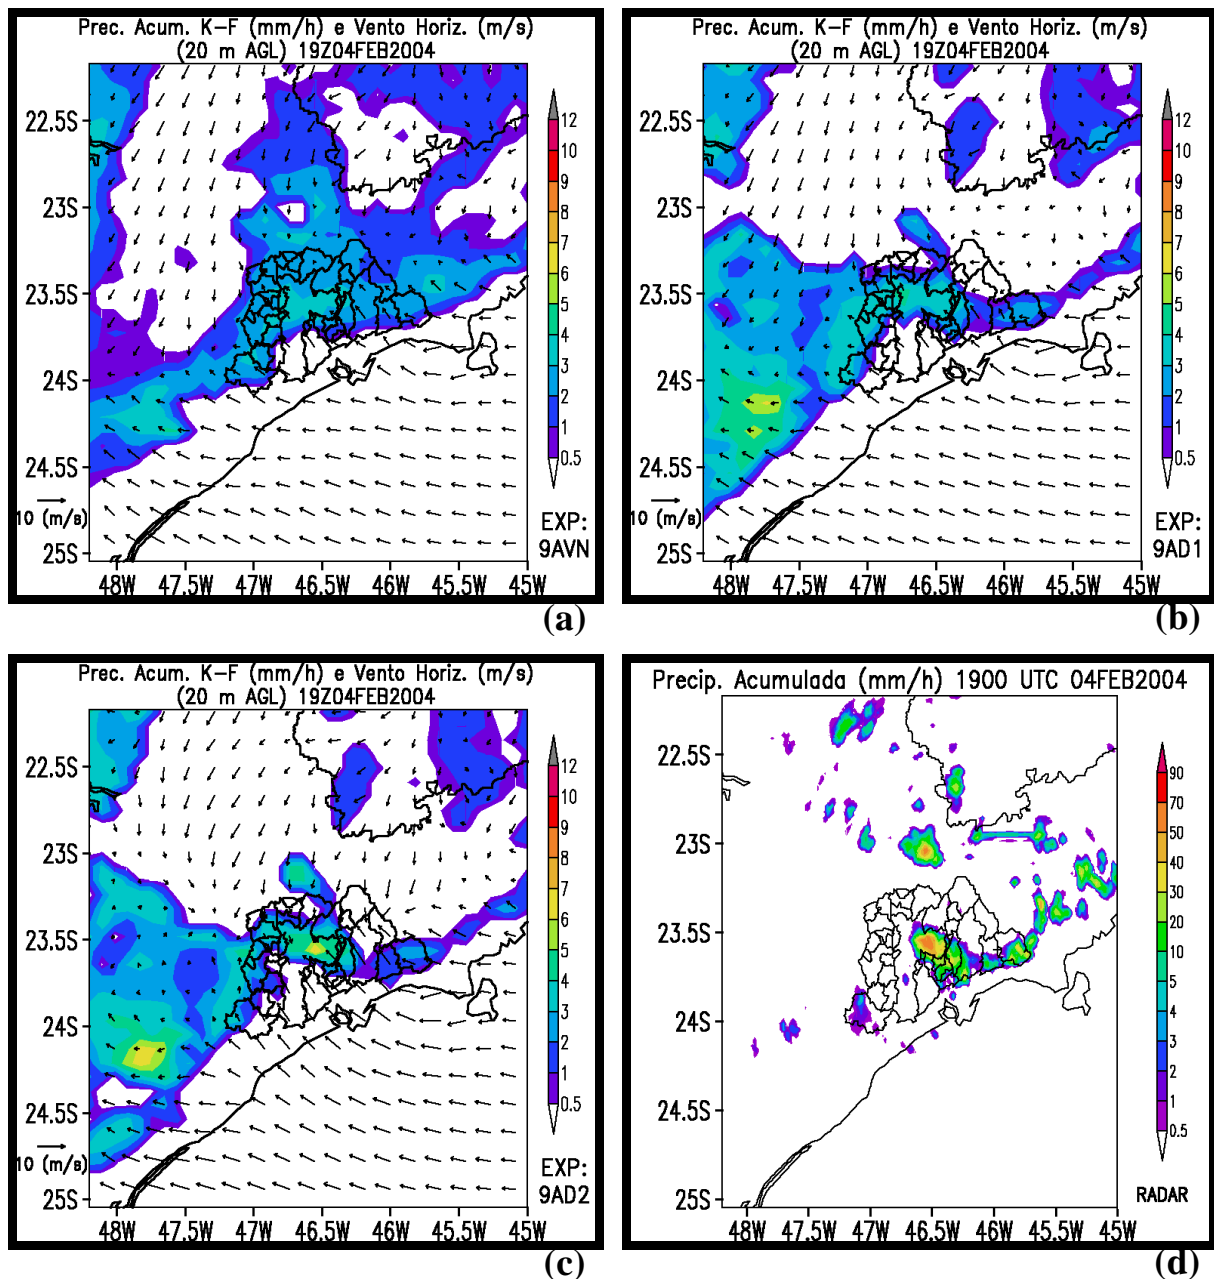 Prec. Acum. K-F (mm/h) e Vento Horiz. (m/s)
(20 m AGL) 19Z04FEB2004
22.5S
23S
23.5S
24S
24.5S
25S
48W 47.5W 47W 46.5W 46W 45.5W 45W
12
10
9
8
7
6
5
4
3
2
1
0.5
10 (m/s)
EXP:
9AVN
(a)
Prec. Acum. K-F (mm/h) e Vento Horiz. (m/s)
(20 m AGL) 19Z04FEB2004
22.5S
23S
23.5S
24S
24.5S
25S
48W 47.5W 47W 46.5W 46W 45.5W 45W
12
10
9
8
7
6
5
4
3
2
1
0.5
10 (m/s)
EXP:
9AD1
(b)
Prec. Acum. K-F (mm/h) e Vento Horiz. (m/s)
(20 m AGL) 19Z04FEB2004
22.5S
23S
23.5S
24S
24.5S
25S
48W 47.5W 47W 46.5W 46W 45.5W 45W
12
10
9
8
7
6
5
4
3
2
1
0.5
10 (m/s)
EXP:
9AD2
(c)
Precip. Acumulada (mm/h) 1900 UTC 04FEB2004
22.5S
23S
23.5S
24S
24.5S
25S
48W 47.5W 47W 46.5W 46W 45.5W 45W
90
70
50
40
30
20
10
5
4
3
2
1
0.5
RADAR
(d)